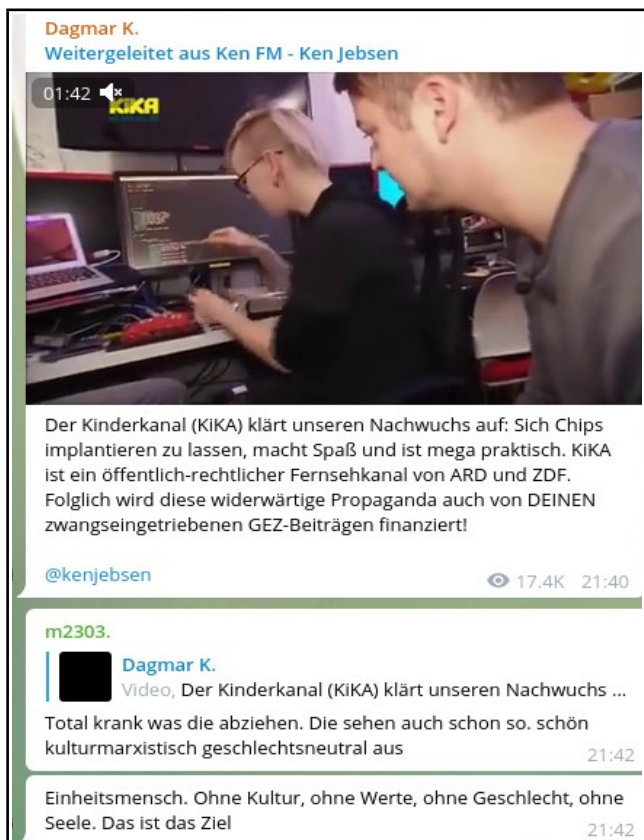 Dagmar K.
Weitergeleitet aus Ken FM - Ken Jebsen
01:42
KiKA
Der Kinderkanal (KiKA) klärt unseren Nachwuchs auf: Sich Chips
implantieren zu lassen, macht Spaß und ist mega praktisch. KiKA
ist ein öffentlich-rechtlicher Fernsehkanal von ARD und ZDF.
Folglich wird diese widerwärtige Propaganda auch von DEINEN
zwangseingetriebenen GEZ-Beiträgen finanziert!
@kenjebsen 17.4K 21:40
m2303.
Dagmar K.
Video, Der Kinderkanal (KiKA) klärt unseren Nachwuchs ...
Total krank was die abziehen. Die sehen auch schon so. schön
kulturmarxistisch geschlechtsneutral aus 21:42
Einheitsmensch. Ohne Kultur, ohne Werte, ohne Geschlecht, ohne
Seele. Das ist das Ziel 21:42